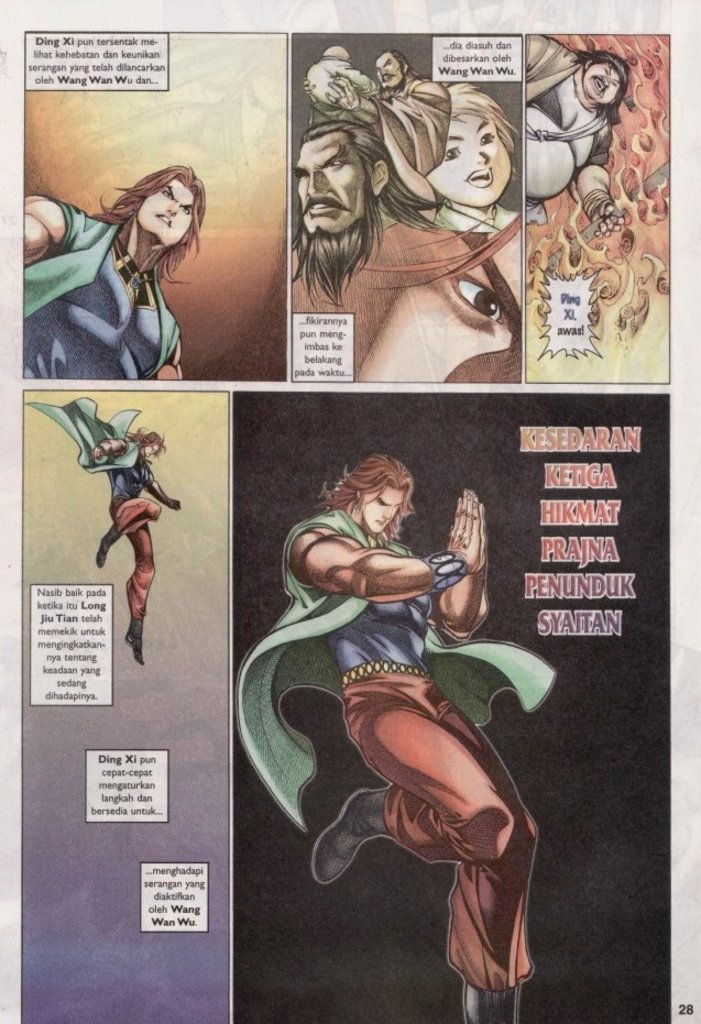 Ding Xi pun tersentak me-
lihat kehebatan dan keunikan
serangan yang telah dilancarkan
oleh Wang Wan Wu dan...
...fikirannya
pun meng-
imbas ke
belakang
pada waktu...
...dia diasuh dan
dibesarkan oleh
Wang Wan Wu.
Ding
Xi,
awas!
Nasib baik pada
ketika itu Long
Jiu Tian telah
memekik untuk
mengingatkan-
nya tentang
keadaan yang
sedang
dihadapinya.
Ding Xi pun
cepat-cepat
mengaturkan
langkah dan
bersedia untuk...
...menghadapi
serangan yang
diaktifkan
oleh Wang
Wan Wu.
KESEDARAN
KETIGA
HIKMAT
PRAJNA
PENUNDUK
SYAITAN
28